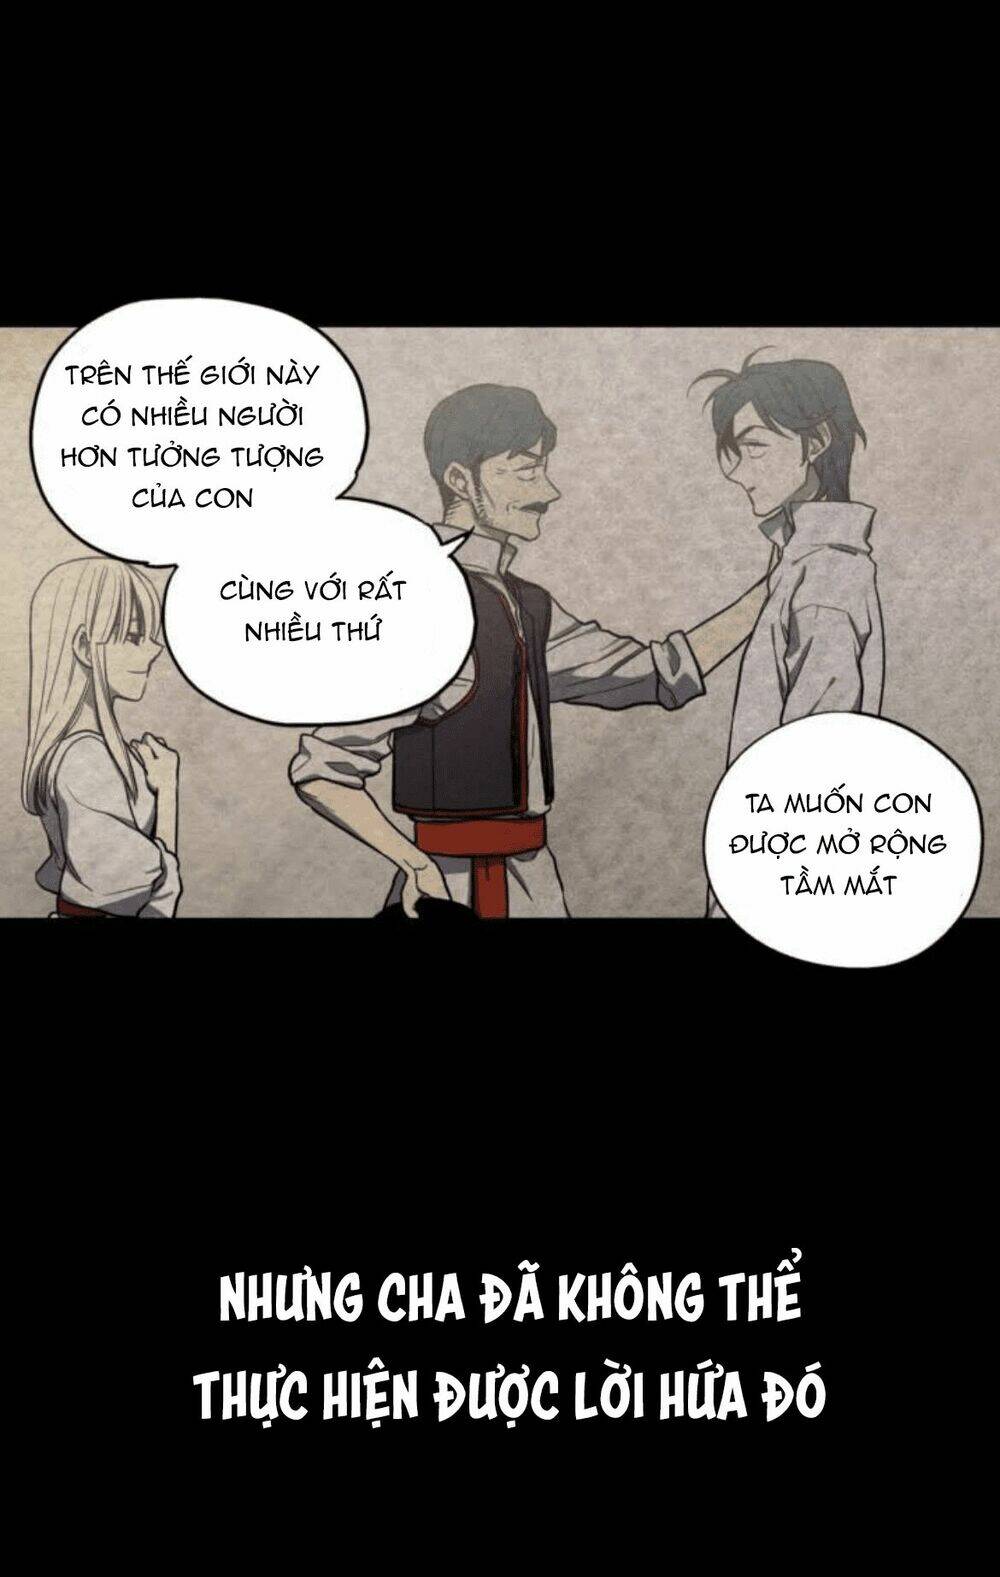 TRÊN THẾ GIỚI NÀY
CÓ NHIỀU NGƯỜI
HƠN TƯỞNG TƯỢNG
CỦA CON
CÙNG VỚI RẤT
NHIỀU THỨ
TA MUỐN CON
ĐƯỢC MỞ RỘNG
TẦM MẮT
NHƯNG CHA ĐÃ KHÔNG THỂ
THỰC HIỆN ĐƯỢC LỜI HỨA ĐÓ